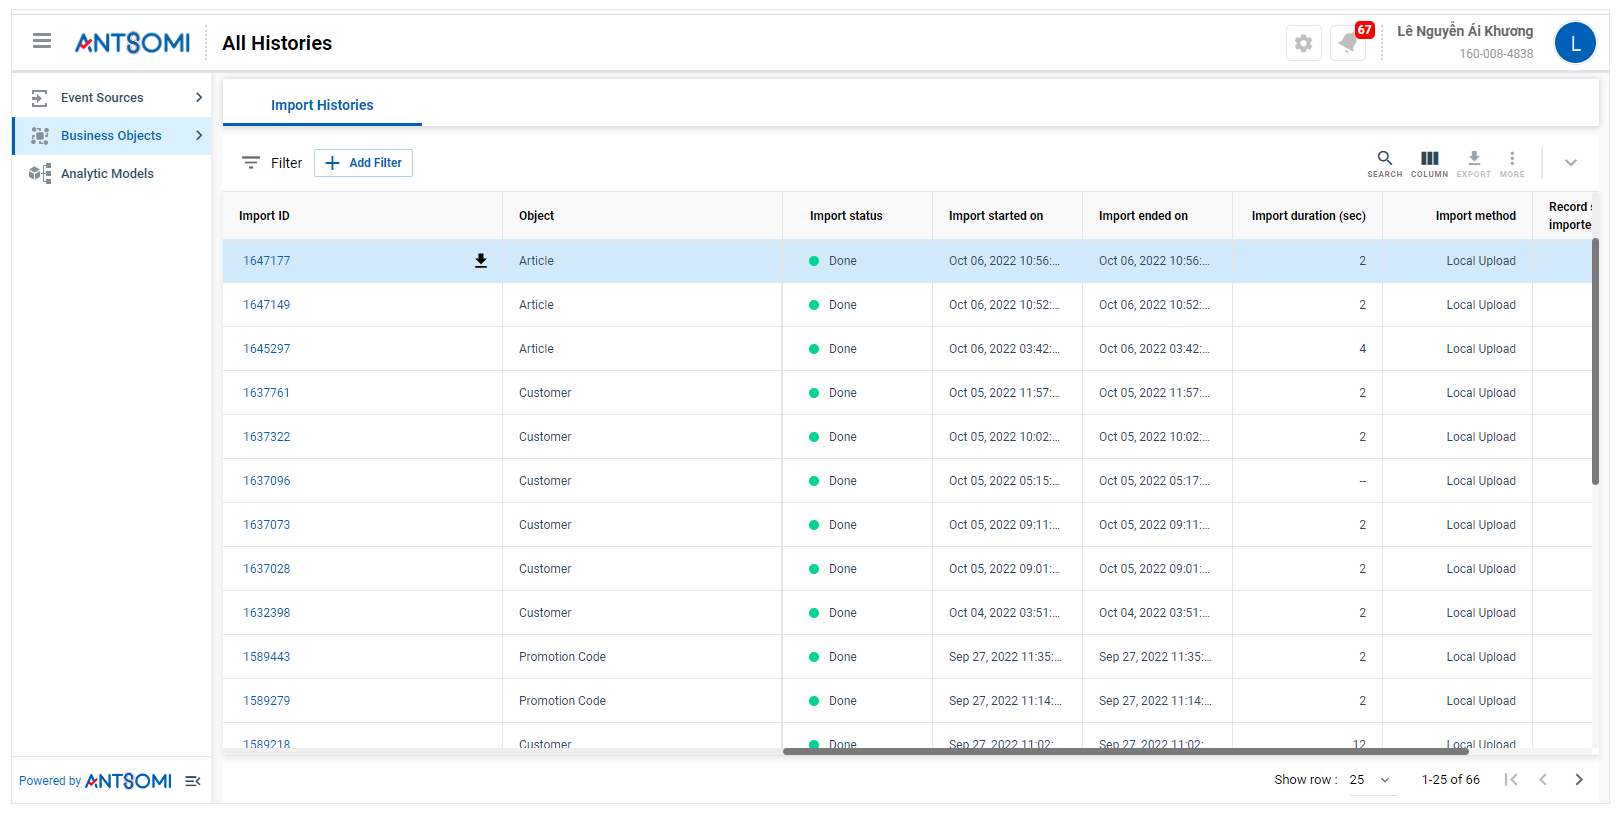 ANTSOMI
All Histories
67
Lê Nguyễn Ái Khương
160-008-4838
L
Event Sources
Business Objects
Analytic Models
Import Histories
Filter
Add Filter
SEARCH COLUMN EXPORT MORE
Import ID Object Import status Import started on Import ended on Import duration (sec) Import method Record
importe
1647177 Article Done Oct 06, 2022 10:56:... Oct 06, 2022 10:56:... 2 Local Upload
1647149 Article Done Oct 06, 2022 10:52:... Oct 06, 2022 10:52:... 2 Local Upload
1645297 Article Done Oct 06, 2022 03:42:... Oct 06, 2022 03:42:... 4 Local Upload
1637761 Customer Done Oct 05, 2022 11:57:... Oct 05, 2022 11:57:... 2 Local Upload
1637322 Customer Done Oct 05, 2022 10:02:... Oct 05, 2022 10:02:... 2 Local Upload
1637096 Customer Done Oct 05, 2022 05:15:... Oct 05, 2022 05:17:... -- Local Upload
1637073 Customer Done Oct 05, 2022 09:11:... Oct 05, 2022 09:11:... 2 Local Upload
1637028 Customer Done Oct 05, 2022 09:01:... Oct 05, 2022 09:01:... 2 Local Upload
1632398 Customer Done Oct 04, 2022 03:51:... Oct 04, 2022 03:51:... 2 Local Upload
1589443 Promotion Code Done Sep 27, 2022 11:35:... Sep 27, 2022 11:35:... 2 Local Upload
1589279 Promotion Code Done Sep 27, 2022 11:14:... Sep 27, 2022 11:14:... 2 Local Upload
1589218 Customer Done Sep 27, 2022 11:02: Sep 27, 2022 11:02: 12 Local Upload
Powered by ANTSOMI
Show row : 25 1-25 of 66